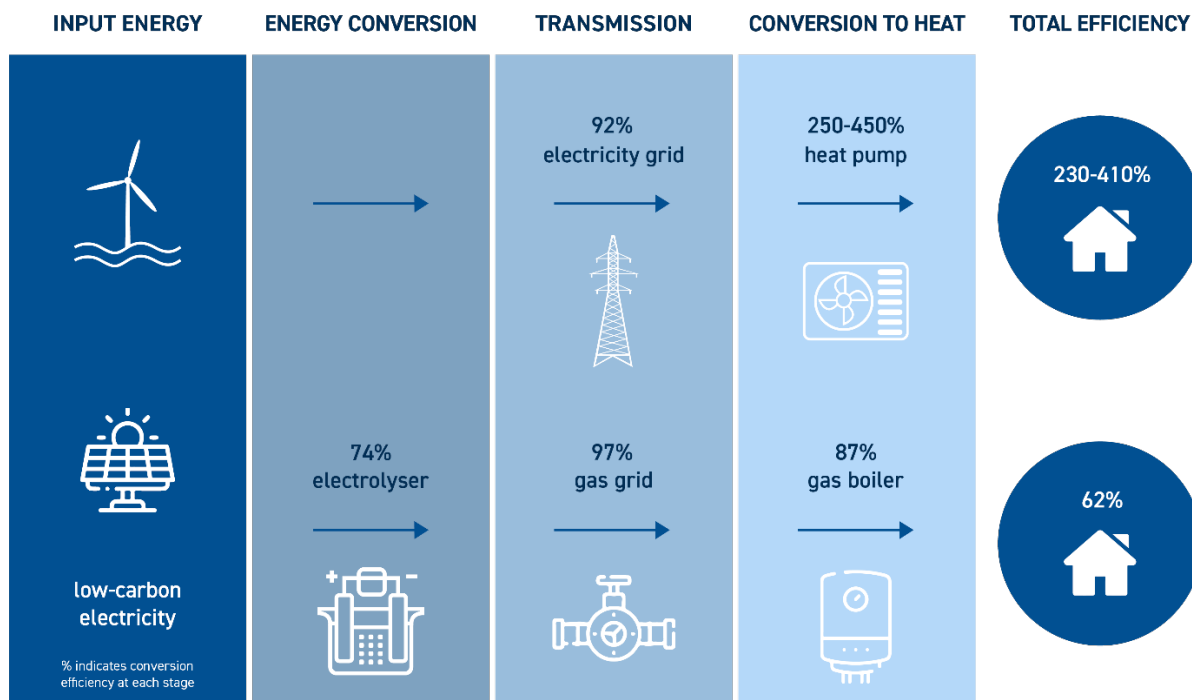 INPUT ENERGY
ENERGY CONVERSION
TRANSMISSION
CONVERSION TO HEAT
TOTAL EFFICIENCY
92%
electricity grid
250-450%
heat pump
230-410%
74%
electrolyser
97%
gas grid
87%
gas boiler
62%
+ −
low-carbon
electricity
% indicates conversion
efficiency at each stage